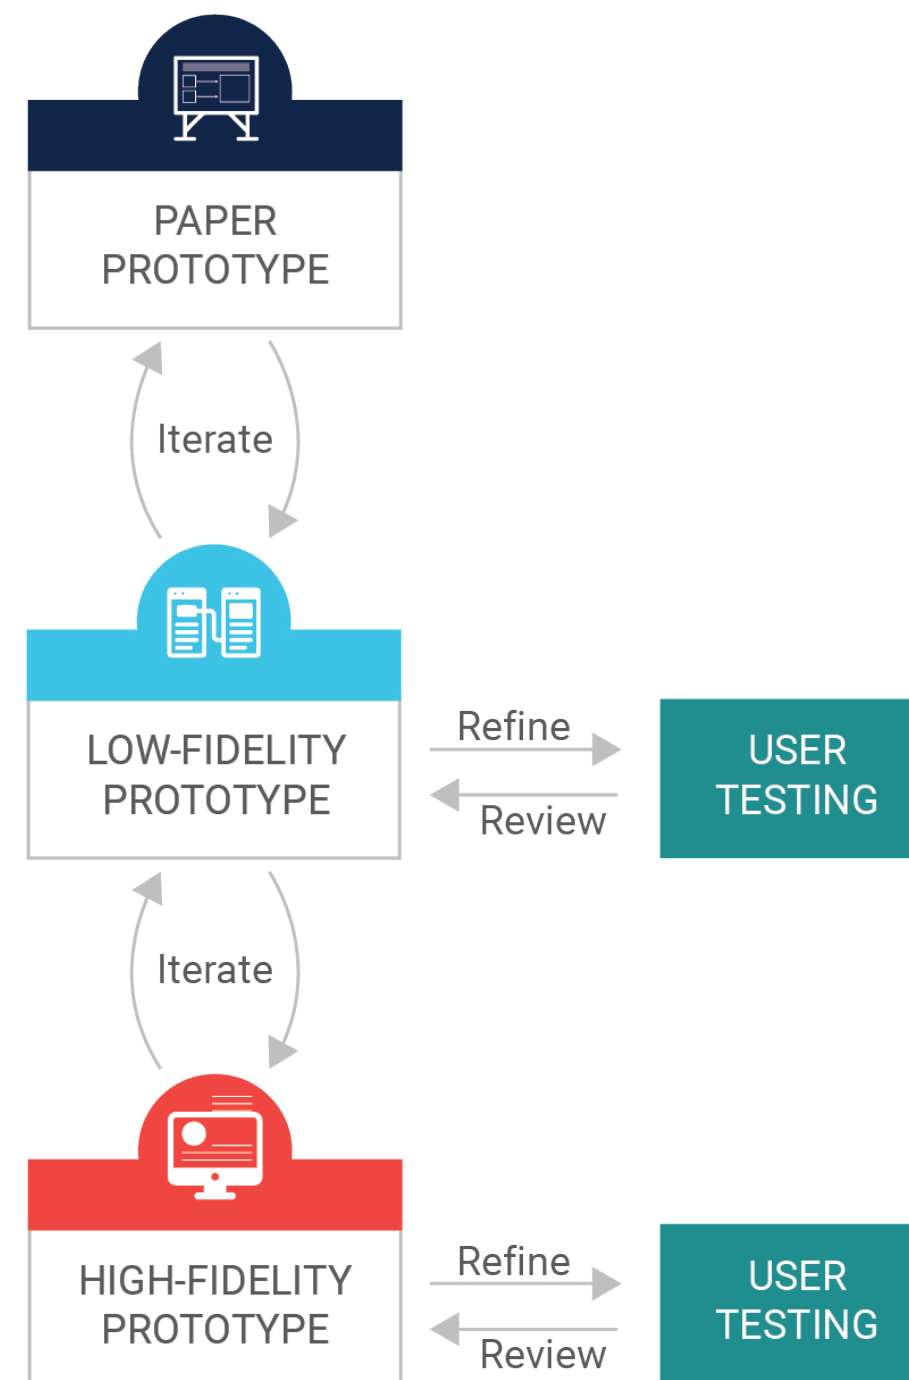 PAPER
PROTOTYPE
Iterate
LOW-FIDELITY
PROTOTYPE
Refine
Review
USER
TESTING
Iterate
HIGH-FIDELITY
PROTOTYPE
Refine
Review
USER
TESTING